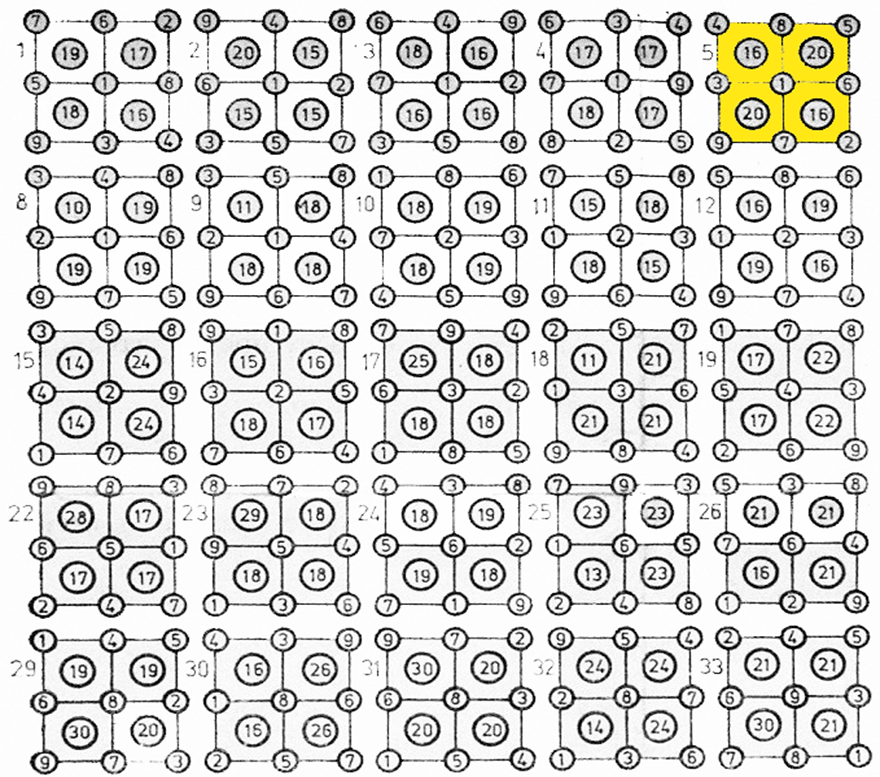 7 6 2 9 4 8 6 4 9 6 3 4 4 8 5
1 19 17 2 20 15 3 18 16 4 17 17 5 16 20
5 1 8 6 1 2 7 1 2 7 1 9 3 1 6
18 16 15 15 16 16 18 17 20 16
9 3 4 3 5 7 3 5 8 8 2 5 9 7 2
3 4 8 3 5 8 1 8 6 7 5 8 5 8 6
8 10 19 9 11 18 10 18 19 11 15 18 12 16 19
2 1 6 2 1 4 7 2 3 1 2 3 1 2 3
19 19 18 18 18 19 18 15 19 16
9 7 5 9 6 7 4 5 9 9 6 4 9 7 4
3 5 8 9 1 8 7 9 4 2 5 7 1 7 8
15 14 24 16 15 16 17 25 18 18 11 21 19 17 22
4 2 9 3 2 5 6 3 2 1 3 6 5 4 3
14 24 18 17 18 18 21 21 17 22
1 7 6 7 6 4 1 8 5 9 8 4 2 6 9
9 8 3 8 7 2 4 3 8 7 9 3 5 3 8
22 28 17 23 29 18 24 18 19 25 23 23 26 21 21
6 5 1 9 5 4 5 6 2 1 6 5 7 6 4
17 17 18 18 19 18 13 23 16 21
2 4 7 1 3 6 7 1 9 2 4 8 1 2 9
1 4 5 4 3 9 9 7 2 9 5 4 2 4 5
29 19 19 30 16 26 31 30 20 32 24 24 33 21 21
6 8 2 1 8 6 6 8 3 2 8 7 6 9 3
30 20 16 26 20 20 14 24 30 21
9 7 3 2 5 7 1 5 4 1 3 6 7 8 1